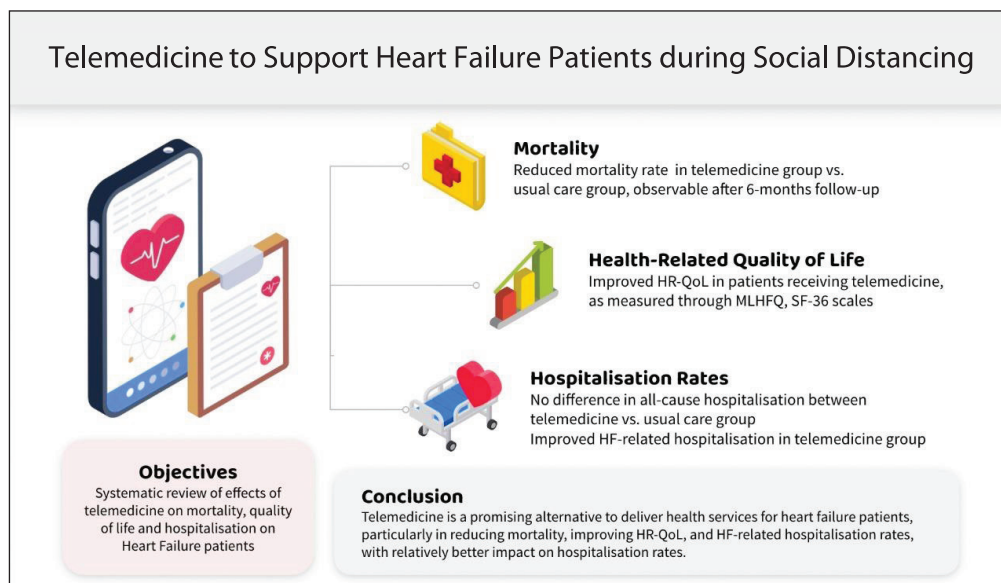 Telemedicine to Support Heart Failure Patients during Social Distancing
Mortality
Reduced mortality rate in telemedicine group vs.
usual care group, observable after 6-months follow-up
Health-Related Quality of Life
Improved HR-QoL in patients receiving telemedicine,
as measured through MLHFQ, SF-36 scales
Hospitalisation Rates
No difference in all-cause hospitalisation between
telemedicine vs. usual care group
Improved HF-related hospitalisation in telemedicine group
Objectives
Systematic review of effects of
telemedicine on mortality, quality
of life and hospitalisation on
Heart Failure patients
Conclusion
Telemedicine is a promising alternative to deliver health services for heart failure patients,
particularly in reducing mortality, improving HR-QoL, and HF-related hospitalisation rates,
with relatively better impact on hospitalisation rates.